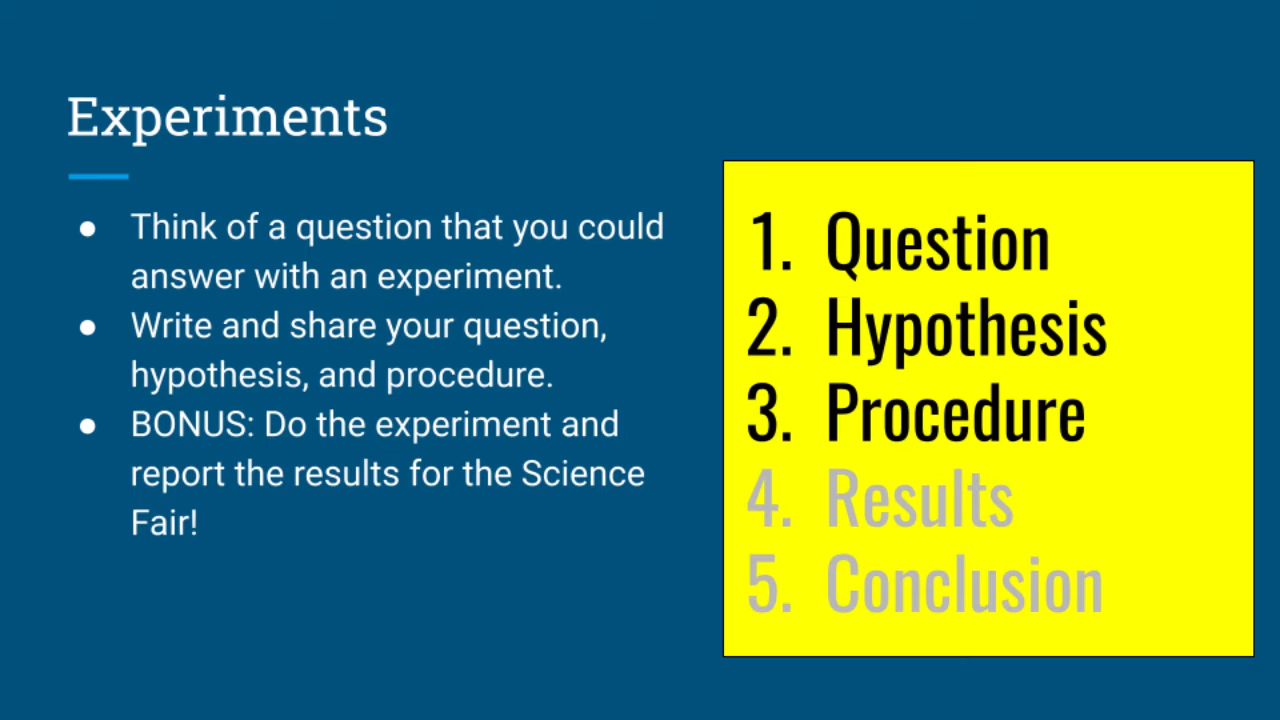 Experiments
● Think of a question that you could
answer with an experiment.
● Write and share your question,
hypothesis, and procedure.
● BONUS: Do the experiment and
report the results for the Science
Fair!
1. Question
2. Hypothesis
3. Procedure
4. Results
5. Conclusion